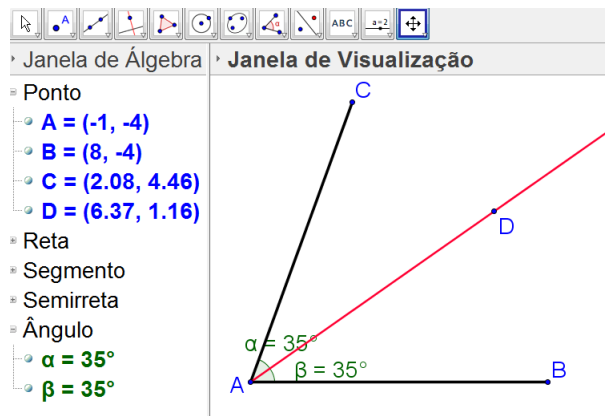 A
ABC
a=2
Janela de Álgebra
Ponto
A = (-1, -4)
B = (8, -4)
C = (2.08, 4.46)
D = (6.37, 1.16)
Reta
Segmento
Semirreta
Ângulo
α = 35°
β = 35°
Janela de Visualização
C
D
α = 35°
β = 35°
A
B